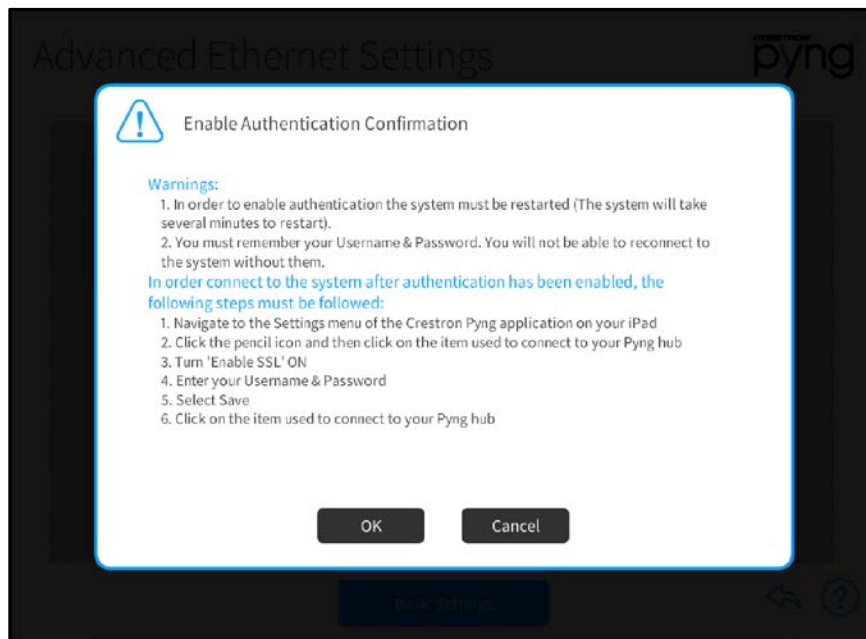 Advanced Ethernet Settings
CRESTRON
pyng
Enable Authentication Confirmation
Warnings:
1. In order to enable authentication the system must be restarted (The system will take
several minutes to restart).
2. You must remember your Username & Password. You will not be able to reconnect to
the system without them.
In order connect to the system after authentication has been enabled, the
following steps must be followed:
1. Navigate to the Settings menu of the Crestron Pyng application on your iPad
2. Click the pencil icon and then click on the item used to connect to your Pyng hub
3. Turn 'Enable SSL' ON
4. Enter your Username & Password
5. Select Save
6. Click on the item used to connect to your Pyng hub
OK
Cancel
Basic Settings
?